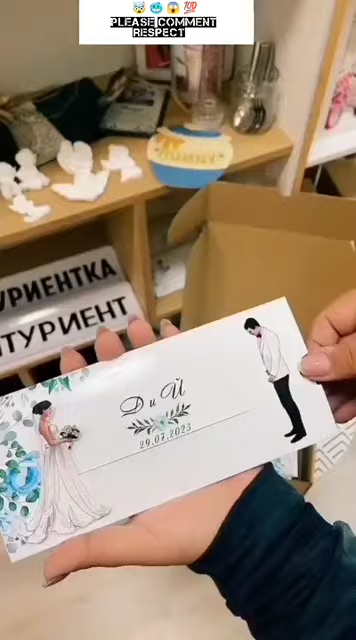 🤯🥶😱💯
PLEASE COMMENT
RESPECT
УРИЕНТКА
ТУРИЕНТ
Д и Й
29.07.2023